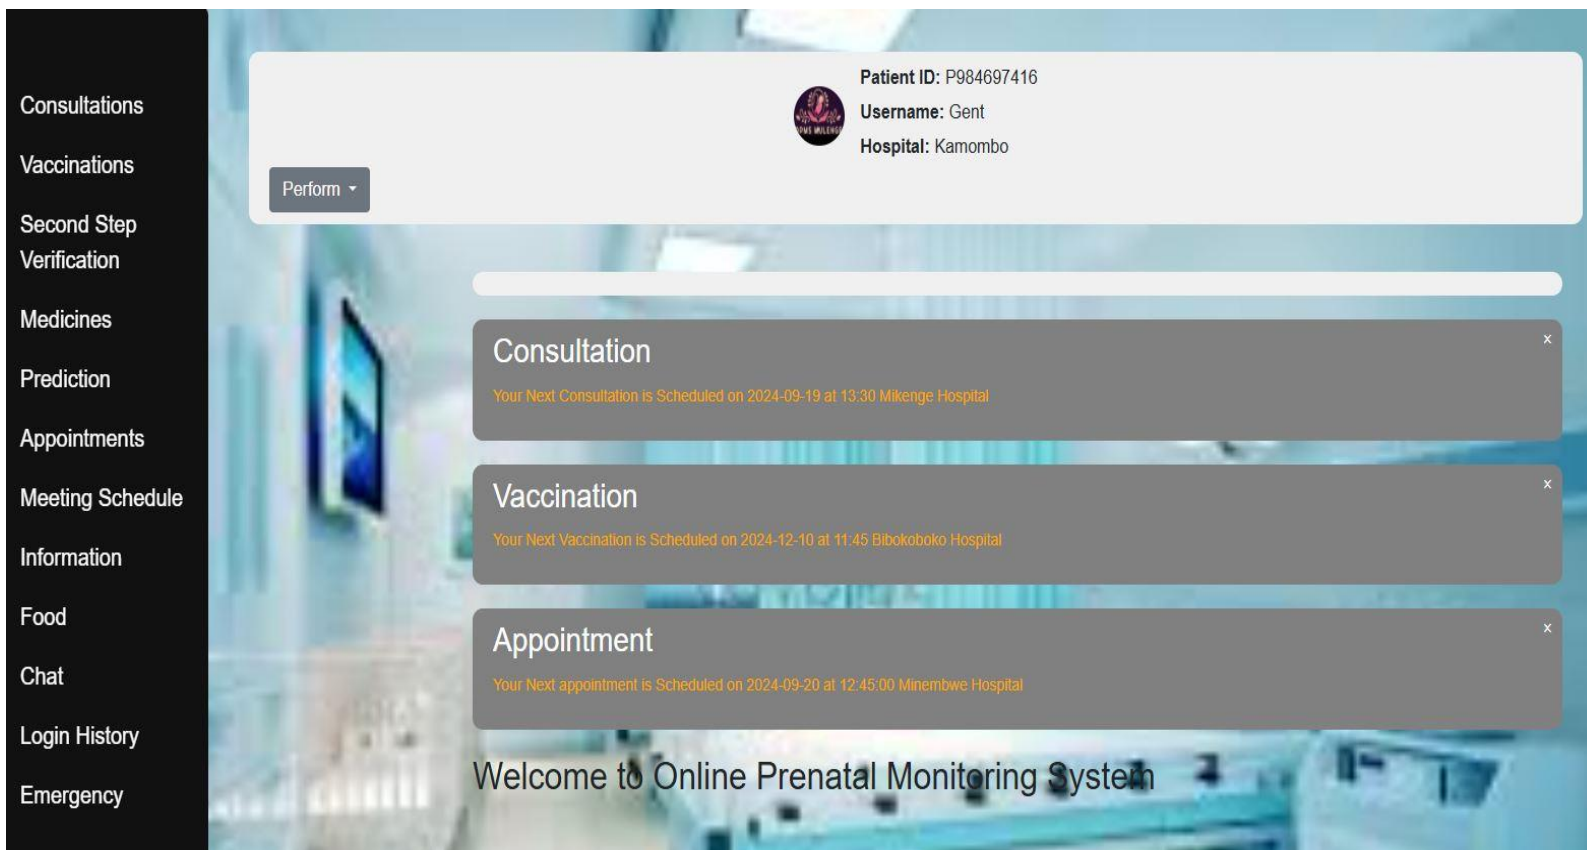 Patient ID: P984697416
Username: Gent
Hospital: Kamombo
Perform
Consultations
Vaccinations
Second Step
Verification
Medicines
Prediction
Appointments
Meeting Schedule
Information
Food
Chat
Login History
Emergency
Consultation
x
Your Next Consultation is Scheduled on 2024-09-19 at 13:30 Mikenge Hospital
Vaccination
x
Your Next Vaccination is Scheduled on 2024-12-10 at 11:45 Bibokoboko Hospital
Appointment
x
Your Next appointment is Scheduled on 2024-09-20 at 12:45:00 Minembwe Hospital
Welcome to Online Prenatal Monitoring System